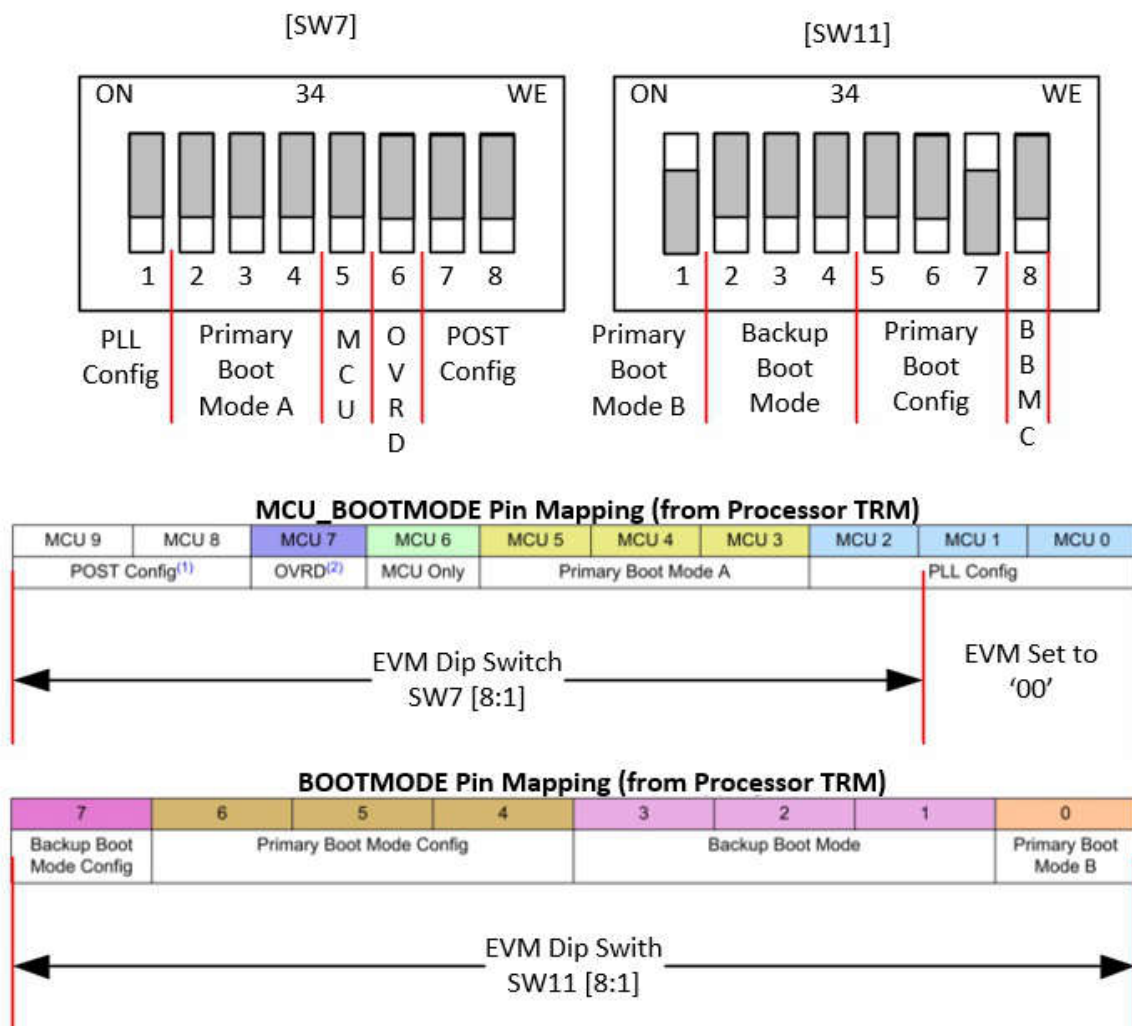 [SW7]
[SW11]
ON 34 WE
ON 34 WE
1 2 3 4 5 6 7 8
1 2 3 4 5 6 7 8
PLL
Config
Primary
Boot
Mode A
M
C
U
O
V
R
D
POST
Config
Primary
Boot
Mode B
Backup
Boot
Mode
Primary
Boot
Config
B
B
M
C
MCU_BOOTMODE Pin Mapping (from Processor TRM)
MCU 9 MCU 8 MCU 7 MCU 6 MCU 5 MCU 4 MCU 3 MCU 2 MCU 1 MCU 0
POST Config(1) OVRD(2) MCU Only Primary Boot Mode A PLL Config
EVM Dip Switch
SW7 [8:1]
EVM Set to
‘00’
BOOTMODE Pin Mapping (from Processor TRM)
7 6 5 4 3 2 1 0
Backup Boot
Mode Config
Primary Boot Mode Config
Backup Boot Mode
Primary Boot
Mode B
EVM Dip Swith
SW11 [8:1]